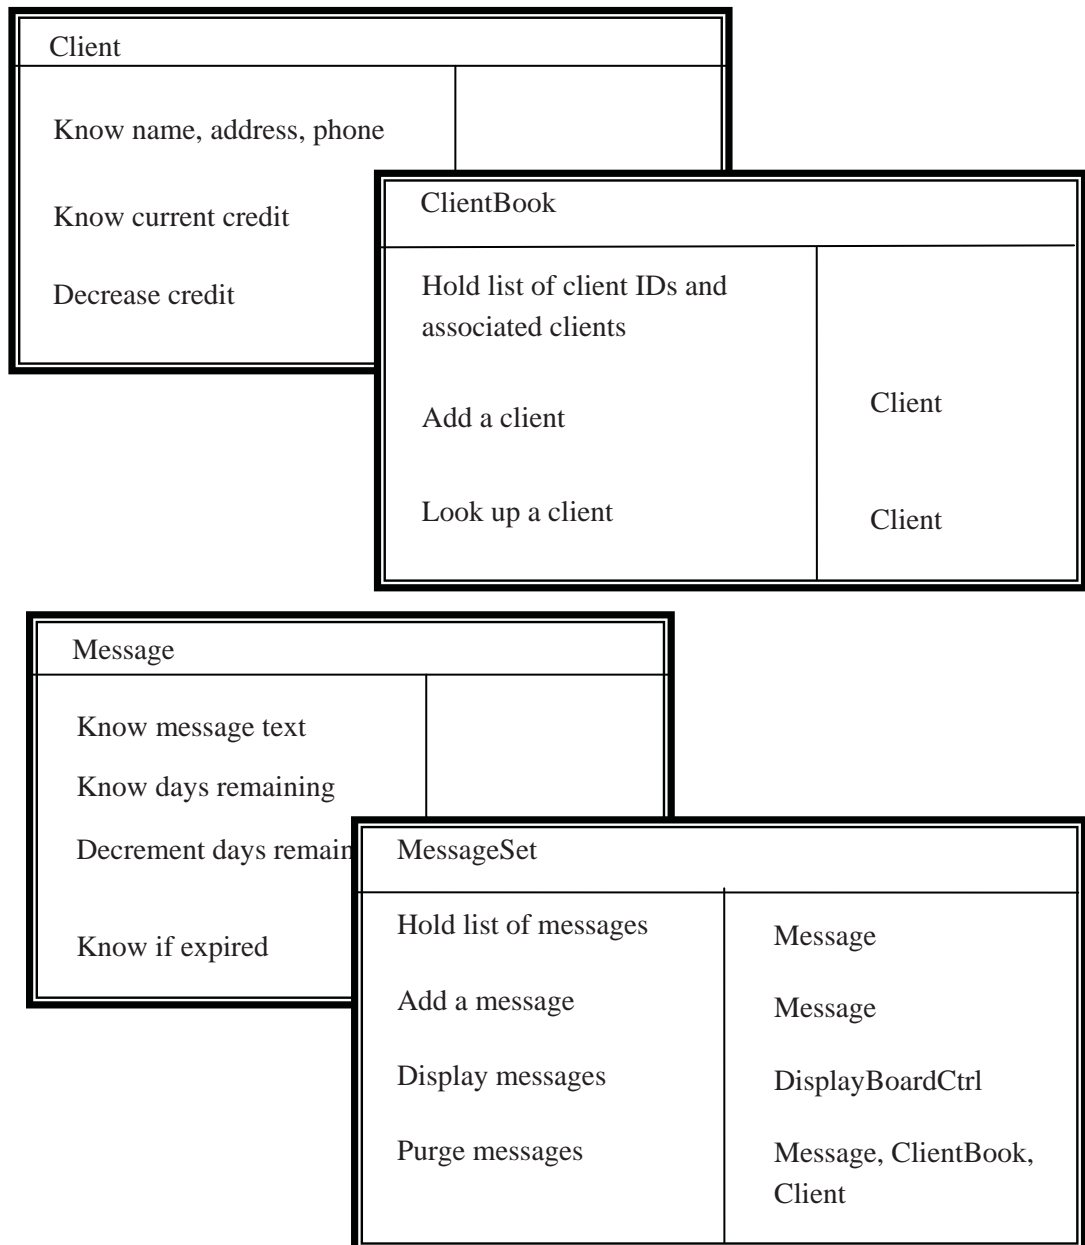 Client
Know name, address, phone
Know current credit
Decrease credit
ClientBook
Hold list of client IDs and
associated clients
Add a client
Client
Look up a client
Client
Message
Know message text
Know days remaining
Decrement days remain
Know if expired
MessageSet
Hold list of messages
Message
Add a message
Message
Display messages
DisplayBoardCtrl
Purge messages
Message, ClientBook,
Client